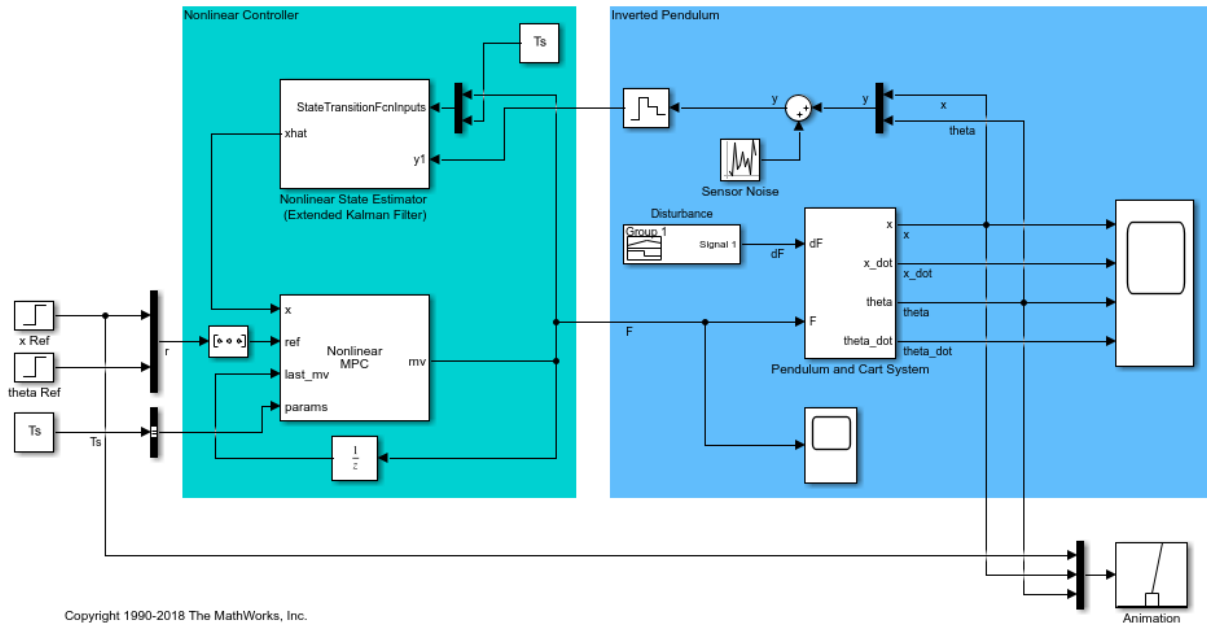 Nonlinear Controller
Ts
StateTransitionFcnInputs
xhat
y1
Nonlinear State Estimator
(Extended Kalman Filter)
x Ref
theta Ref
r
Ts
Ts
x
ref
last_mv
params
Nonlinear
MPC
mv
1
z
Inverted Pendulum
y
y
x
theta
Sensor Noise
Disturbance
Group 1
Signal 1
dF
dF
F
F
x
x_dot
theta
theta_dot
x
x_dot
theta
theta_dot
Pendulum and Cart System
Animation
Copyright 1990-2018 The MathWorks, Inc.